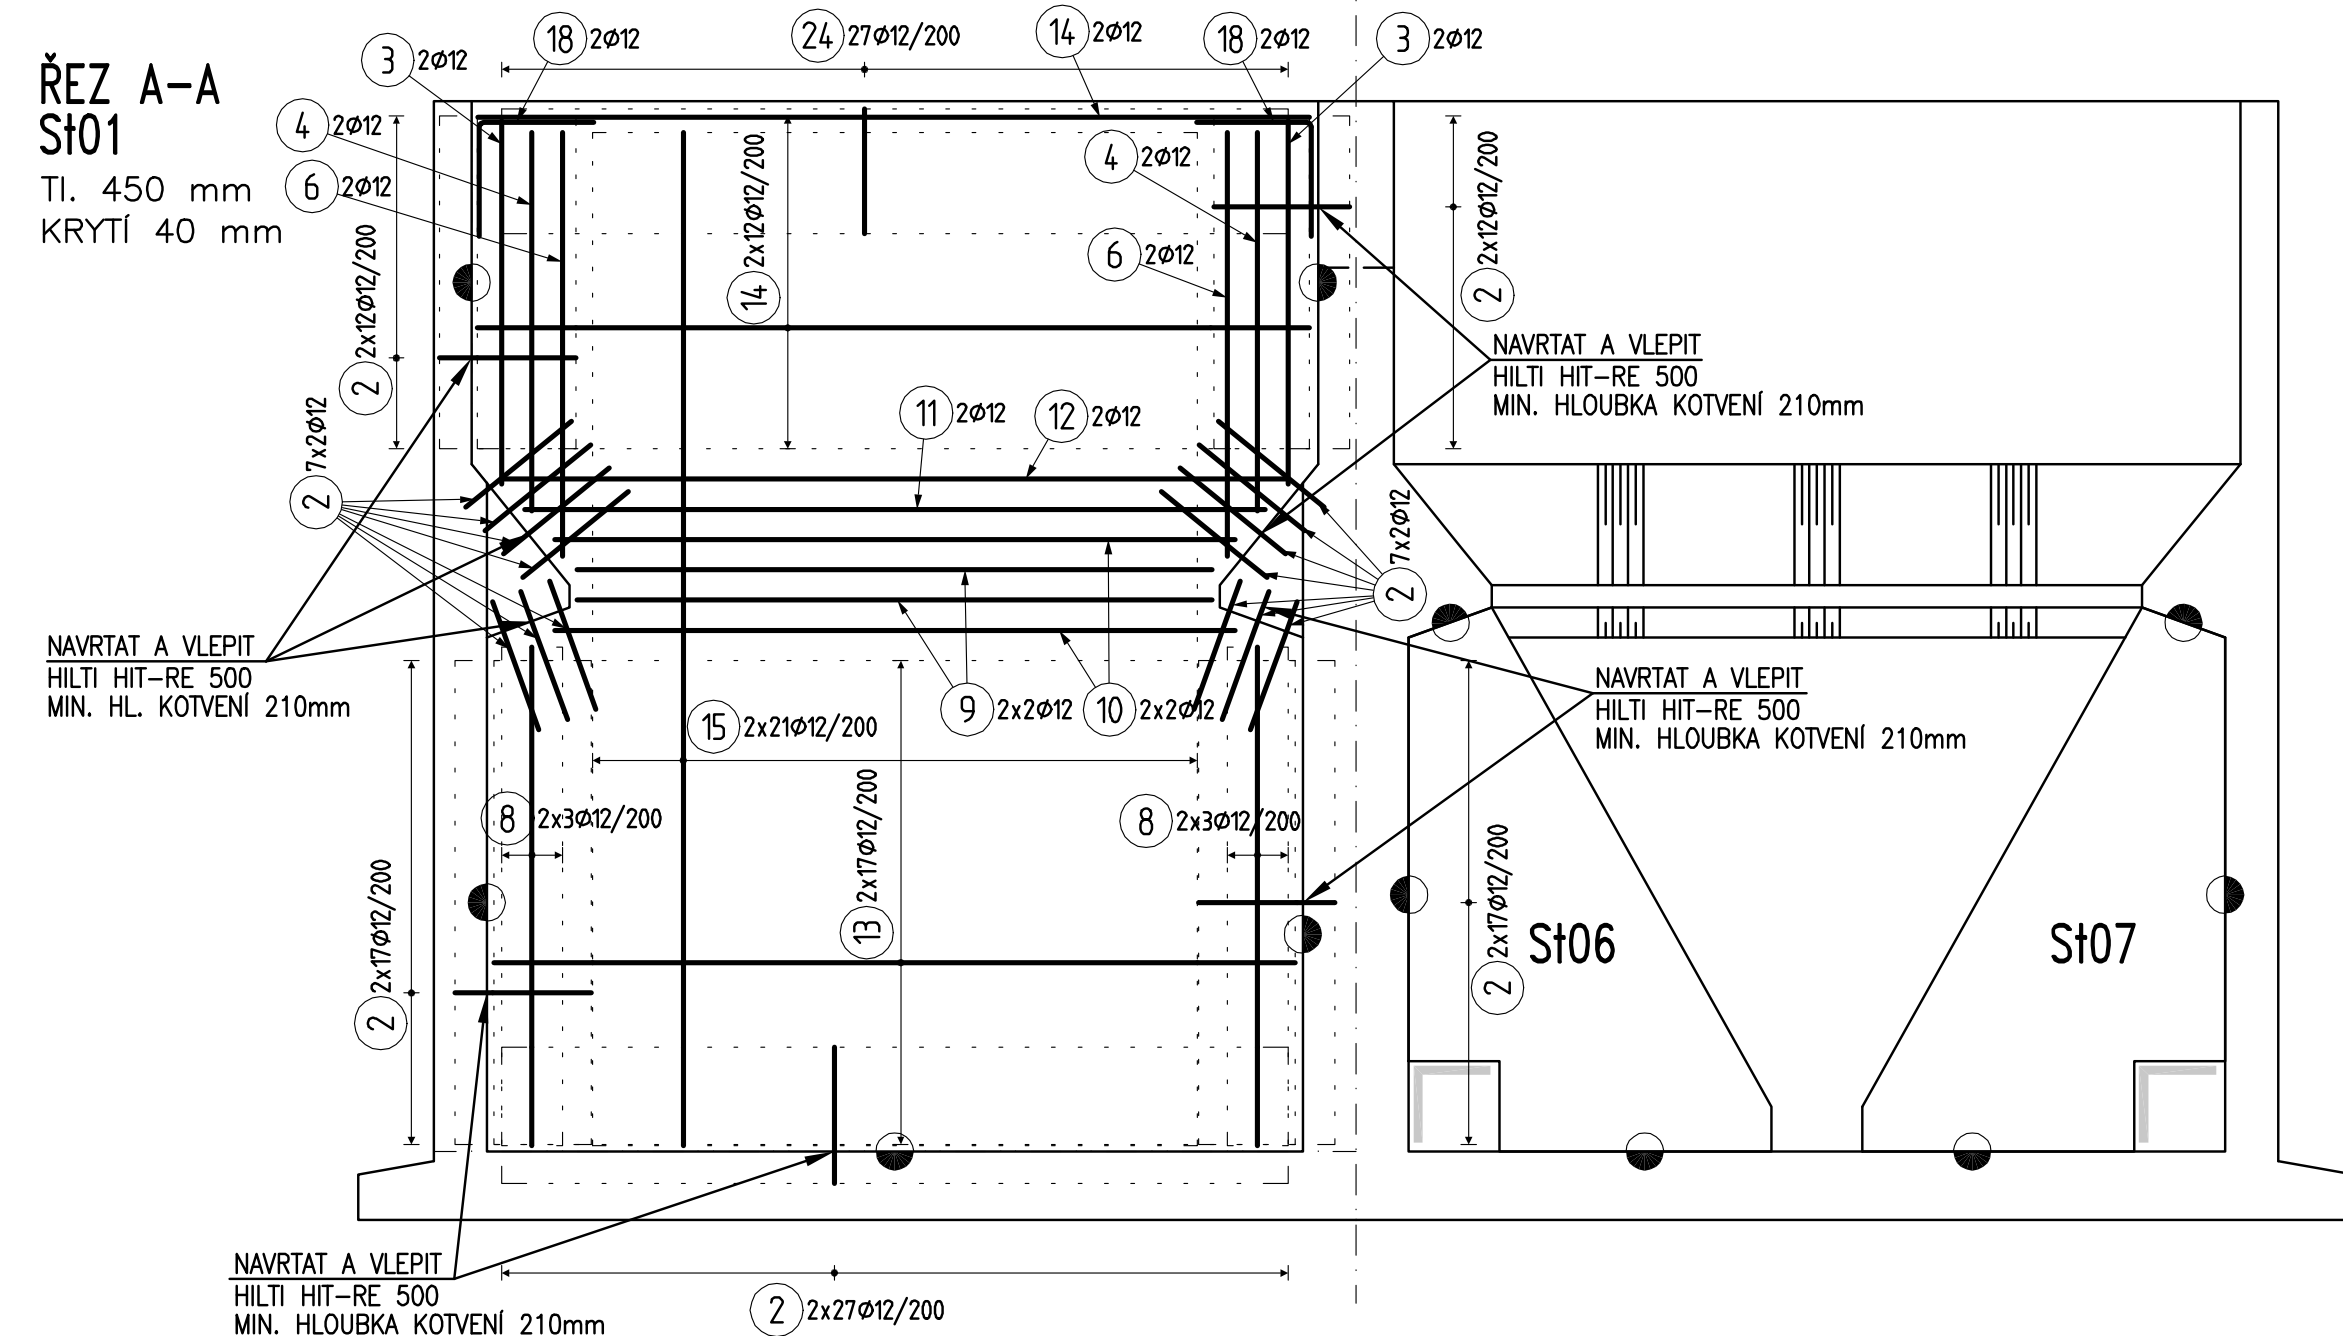 ŘEZ A-A
St01
Tl. 450 mm
KRYTÍ 40 mm
3 2ø12
18 2ø12
24 27ø12/200
14 2ø12
18 2ø12
3 2ø12
4 2ø12
6 2ø12
4 2ø12
6 2ø12
2 2x12ø12/200
14 2x12ø12/200
2 2x12ø12/200
NAVRTAT A VLEPIT
HILTI HIT-RE 500
MIN. HLOUBKA KOTVENÍ 210mm
11 2ø12
12 2ø12
2 7x2ø12
2 7x2ø12
NAVRTAT A VLEPIT
HILTI HIT-RE 500
MIN. HL. KOTVENÍ 210mm
NAVRTAT A VLEPIT
HILTI HIT-RE 500
MIN. HLOUBKA KOTVENÍ 210mm
15 2x21ø12/200
9 2x2ø12
10 2x2ø12
8 2x3ø12/200
8 2x3ø12/200
13 2x17ø12/200
2 2x17ø12/200
2 2x17ø12/200
St06
St07
NAVRTAT A VLEPIT
HILTI HIT-RE 500
MIN. HLOUBKA KOTVENÍ 210mm
2 2x27ø12/200